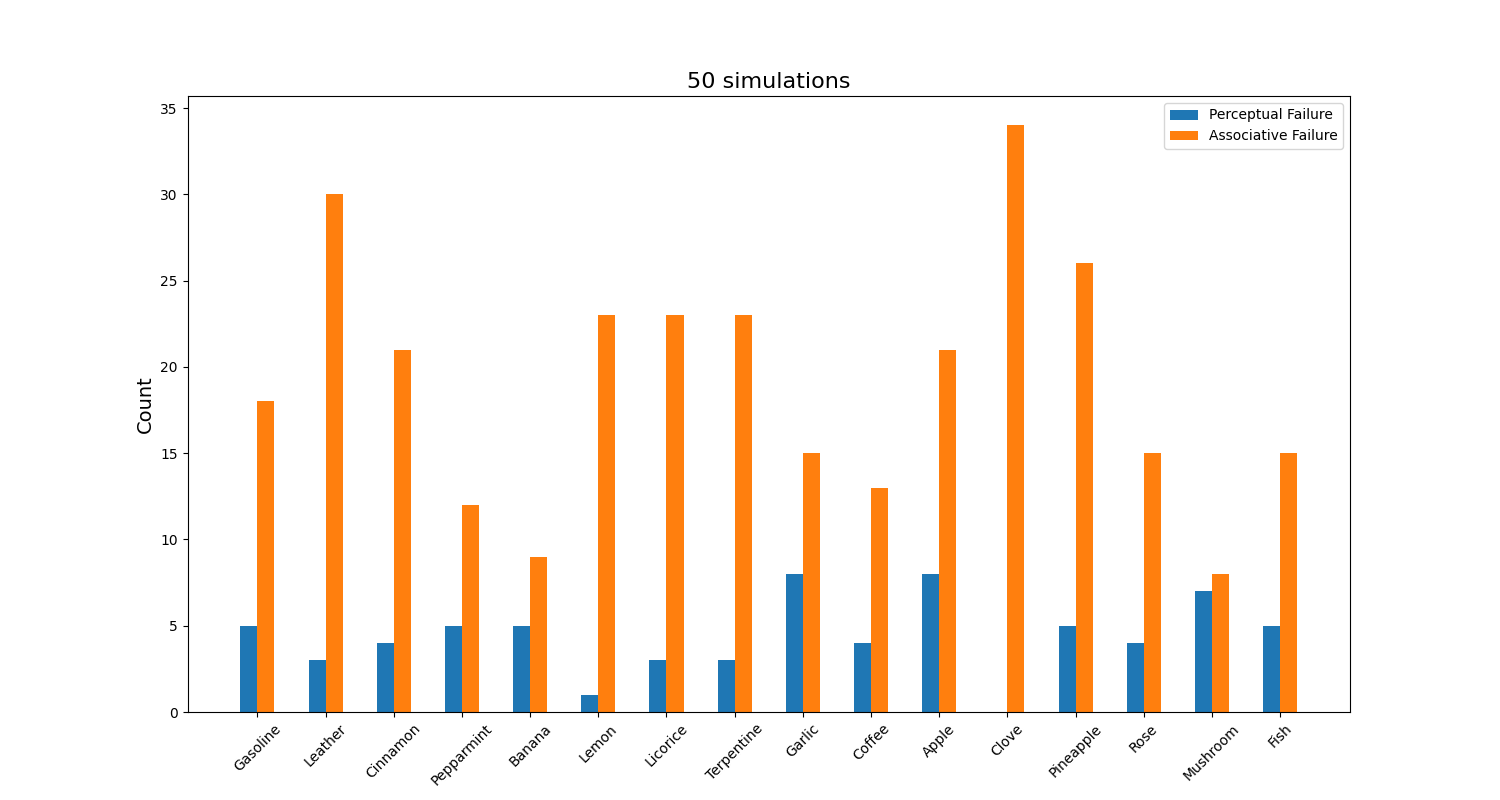 50 simulations
35
30
25
20
15
10
5
0
Count
Perceptual Failure
Associative Failure
Gasoline
Leather
Cinnamon
Epparmint
Banana
Lemon
Licorice
Terpentine
Garlic
Coffee
Apple
Clove
Pineapple
Rose
Mushroom
Fish